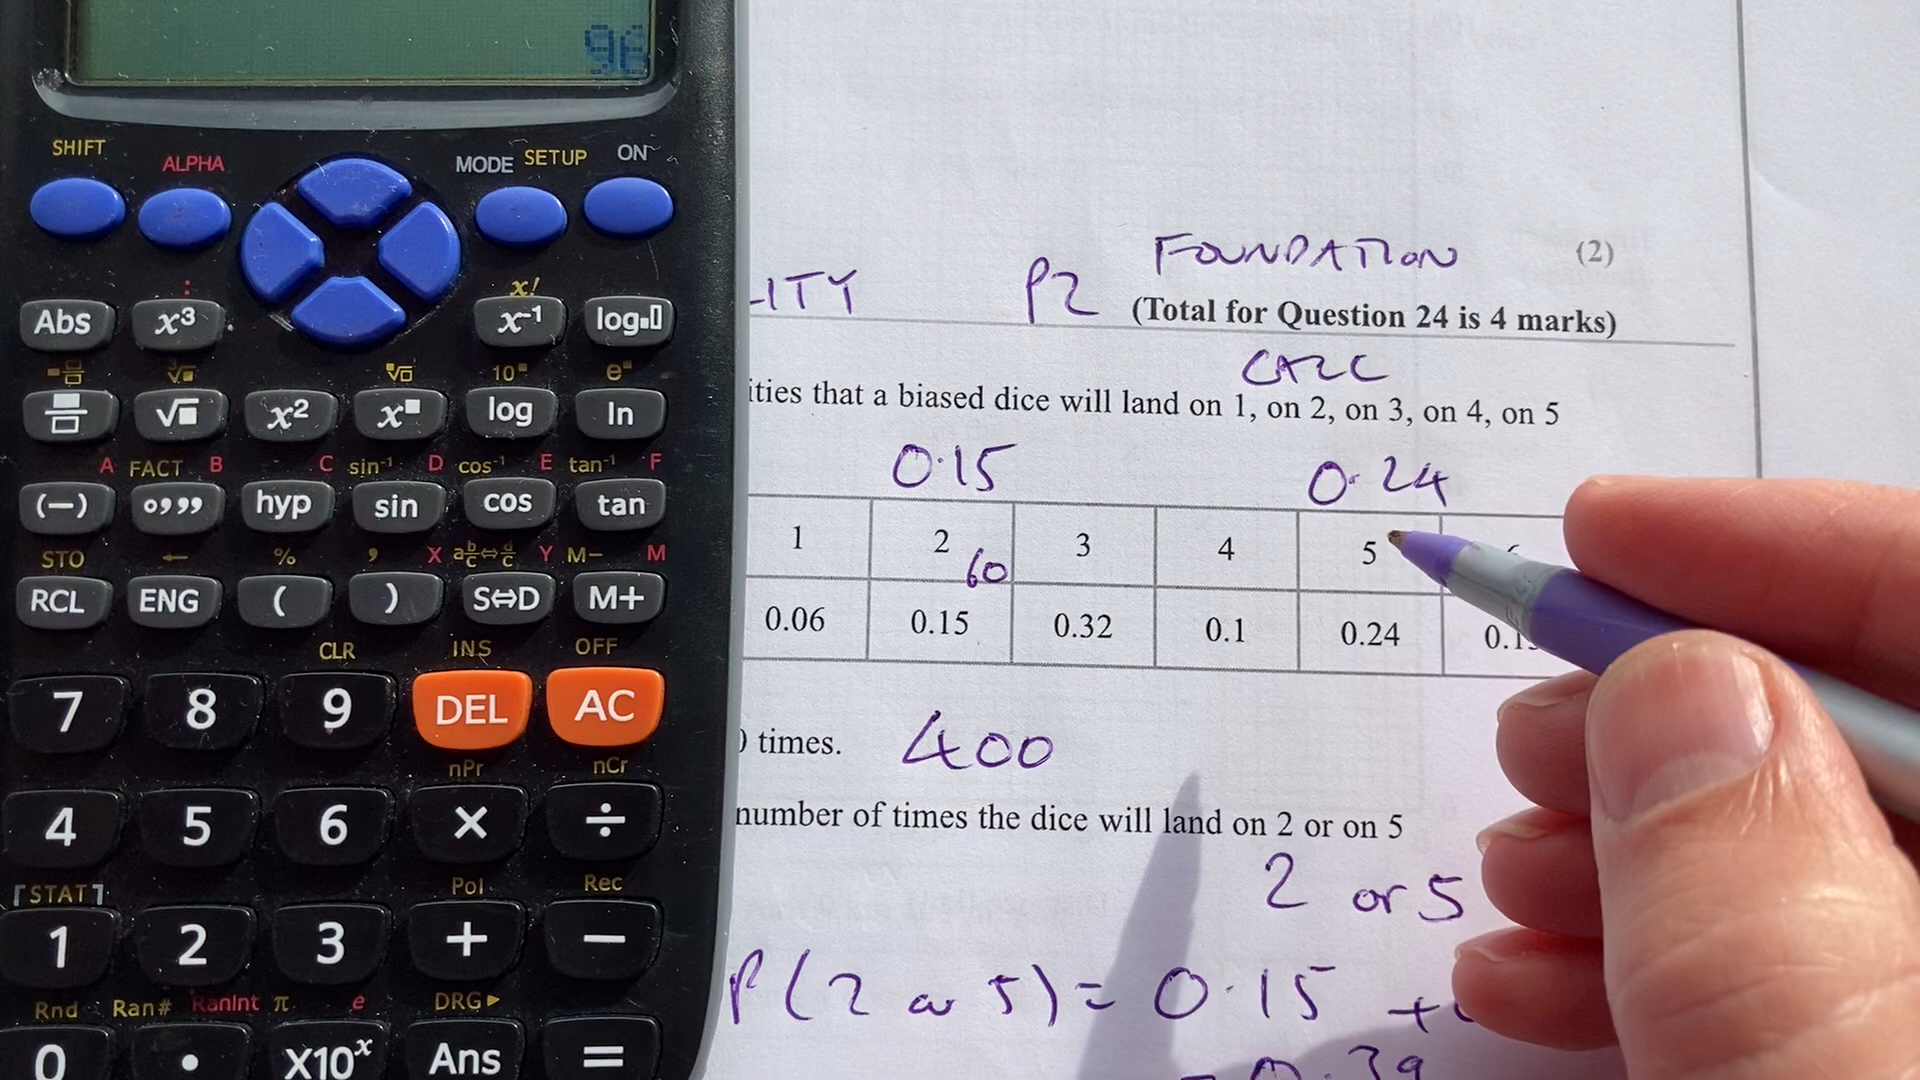 96
SHIFT ALPHA MODE SETUP ON
: x!
Abs x³ x⁻¹ log
10 e
√ x² x log ln
A FACT B C sin⁻¹ D cos⁻¹ E tan⁻¹ F
(−) °,,, hyp sin cos tan
STO ← % , X a b/c⇔d/c Y M− M
RCL ENG ( ) S⇔D M+
CLR INS OFF
7 8 9 DEL AC
nPr nCr
4 5 6 × ÷
STAT Pol Rec
1 2 3 + −
Rnd Ran# RanInt π e DRG▶
0 . X10ˣ Ans =
FOUNDATION (2)
LITY P2 (Total for Question 24 is 4 marks)
CALC
ities that a biased dice will land on 1, on 2, on 3, on 4, on 5
0.15 0.24
1 2 60 3 4 5
0.06 0.15 0.32 0.1 0.24
) times. 400
number of times the dice will land on 2 or on 5
2 or 5
P(2 or 5) = 0.15 +
= 0.39